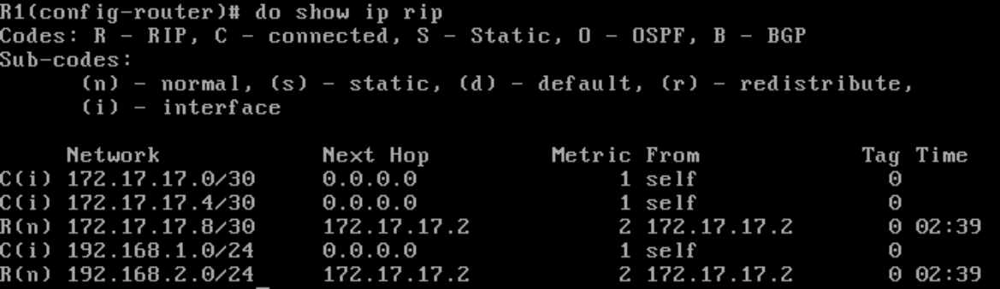 R1(config-router)# do show ip rip
Codes: R - RIP, C - connected, S - Static, O - OSPF, B - BGP
Sub-codes:
      (n) - normal, (s) - static, (d) - default, (r) - redistribute,
      (i) - interface

     Network            Next Hop         Metric From            Tag Time
C(i) 172.17.17.0/30     0.0.0.0               1 self              0
C(i) 172.17.17.4/30     0.0.0.0               1 self              0
R(n) 172.17.17.8/30     172.17.17.2           2 172.17.17.2       0 02:39
C(i) 192.168.1.0/24     0.0.0.0               1 self              0
R(n) 192.168.2.0/24     172.17.17.2           2 172.17.17.2       0 02:39